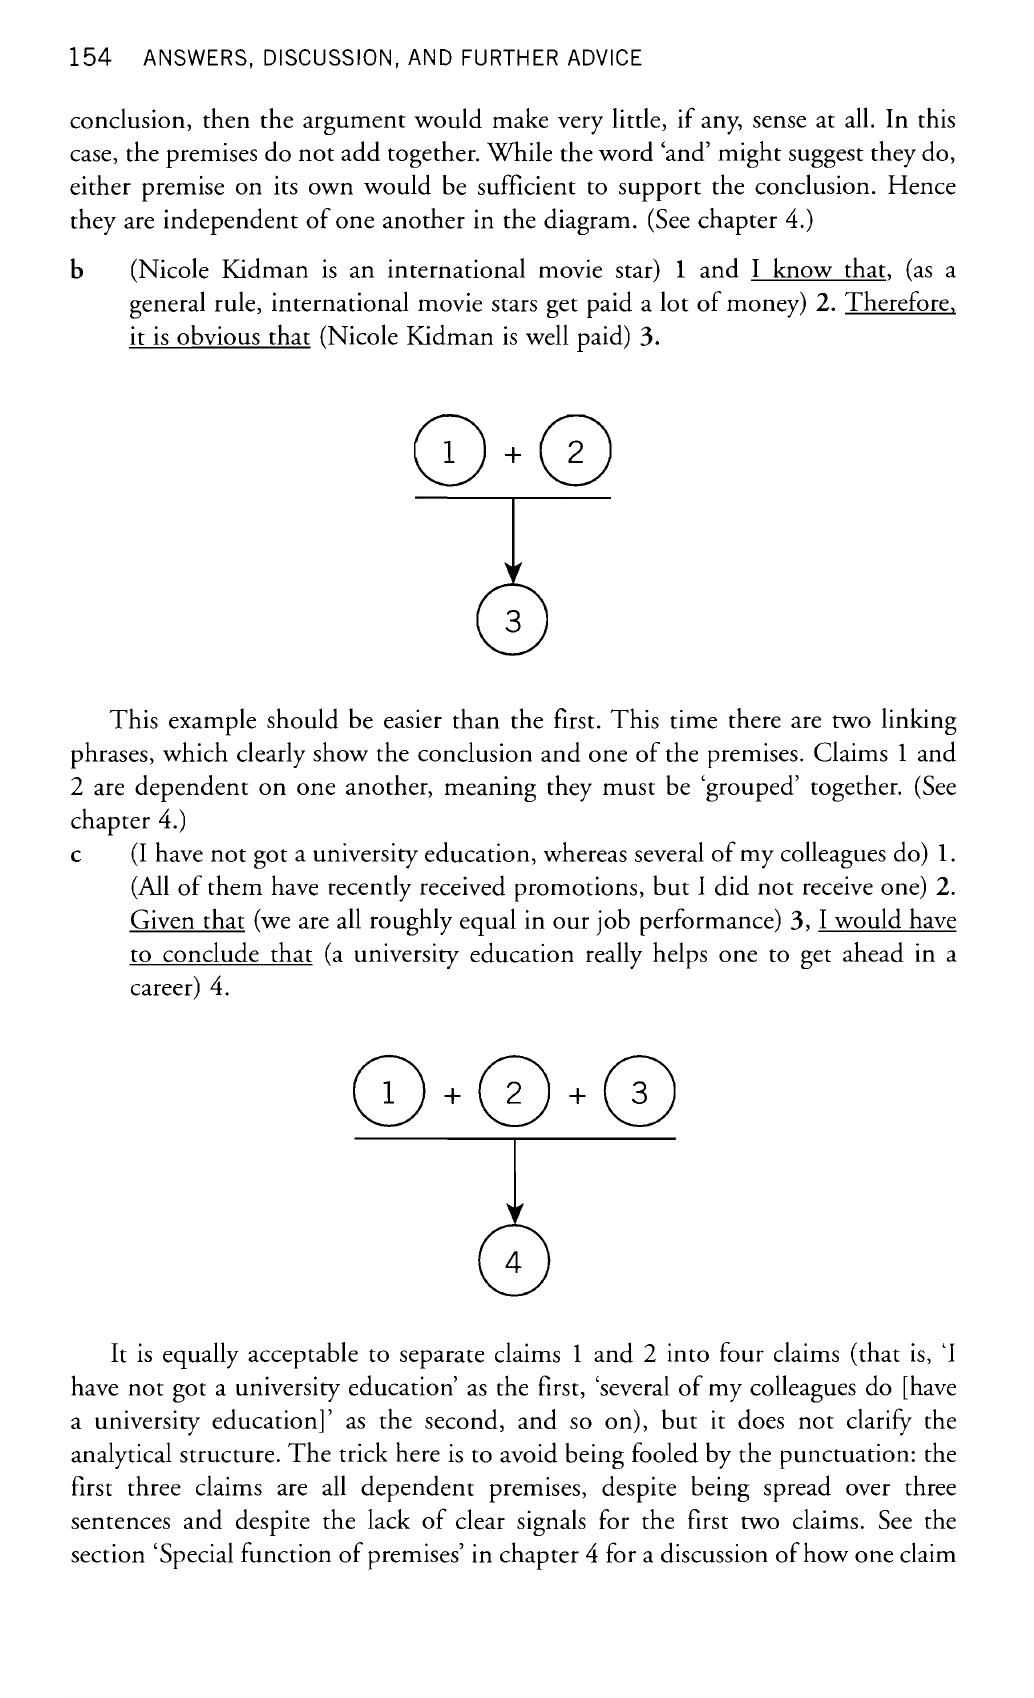 154 ANSWERS, DISCUSSION, AND FURTHER ADVICE
conclusion, then the argument would make very little, if any, sense at all. In this
case, the premises do not add together. While the word ‘and’ might suggest they do,
either premise on its own would be sufficient to support the conclusion. Hence
they are independent of one another in the diagram. (See chapter 4.)
b (Nicole Kidman is an international movie star) 1 and I know that, (as a
general rule, international movie stars get paid a lot of money) 2. Therefore,
it is obvious that (Nicole Kidman is well paid) 3.
1 + 2
3
This example should be easier than the first. This time there are two linking
phrases, which clearly show the conclusion and one of the premises. Claims 1 and
2 are dependent on one another, meaning they must be ‘grouped’ together. (See
chapter 4.)
c (I have not got a university education, whereas several of my colleagues do) 1.
(All of them have recently received promotions, but I did not receive one) 2.
Given that (we are all roughly equal in our job performance) 3, I would have
to conclude that (a university education really helps one to get ahead in a
career) 4.
1 + 2 + 3
4
It is equally acceptable to separate claims 1 and 2 into four claims (that is, ‘I
have not got a university education’ as the first, ‘several of my colleagues do [have
a university education]’ as the second, and so on), but it does not clarify the
analytical structure. The trick here is to avoid being fooled by the punctuation: the
first three claims are all dependent premises, despite being spread over three
sentences and despite the lack of clear signals for the first two claims. See the
section ‘Special function of premises’ in chapter 4 for a discussion of how one claim